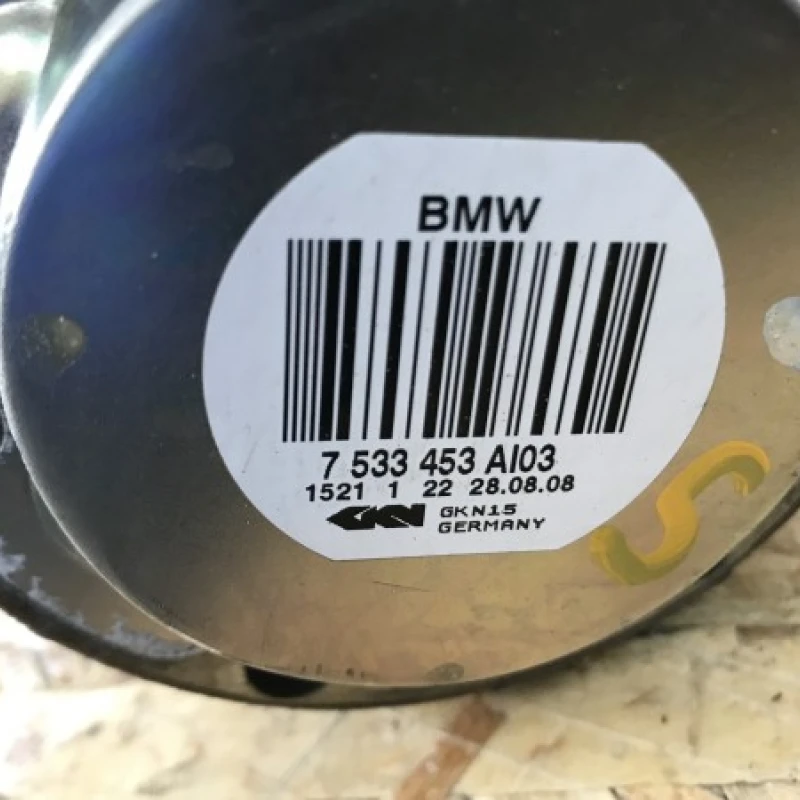 BMW
7 533 453 AI03
1521 1 22 28.08.08
GKN GKN15
GERMANY
S